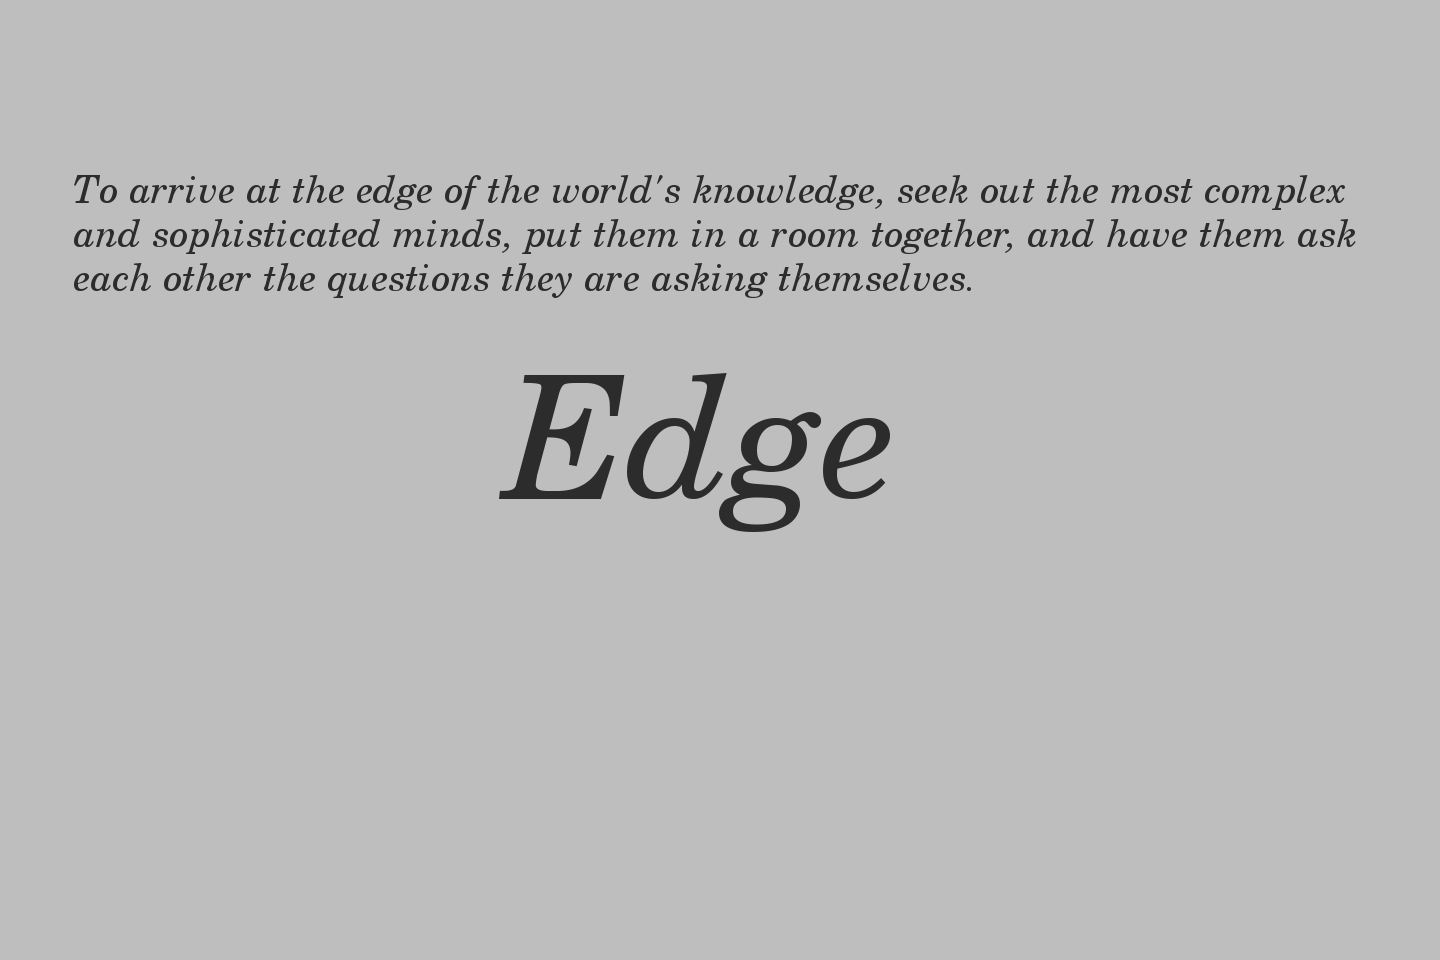 To arrive at the edge of the world's knowledge, seek out the most complex
and sophisticated minds, put them in a room together, and have them ask
each other the questions they are asking themselves.
Edge